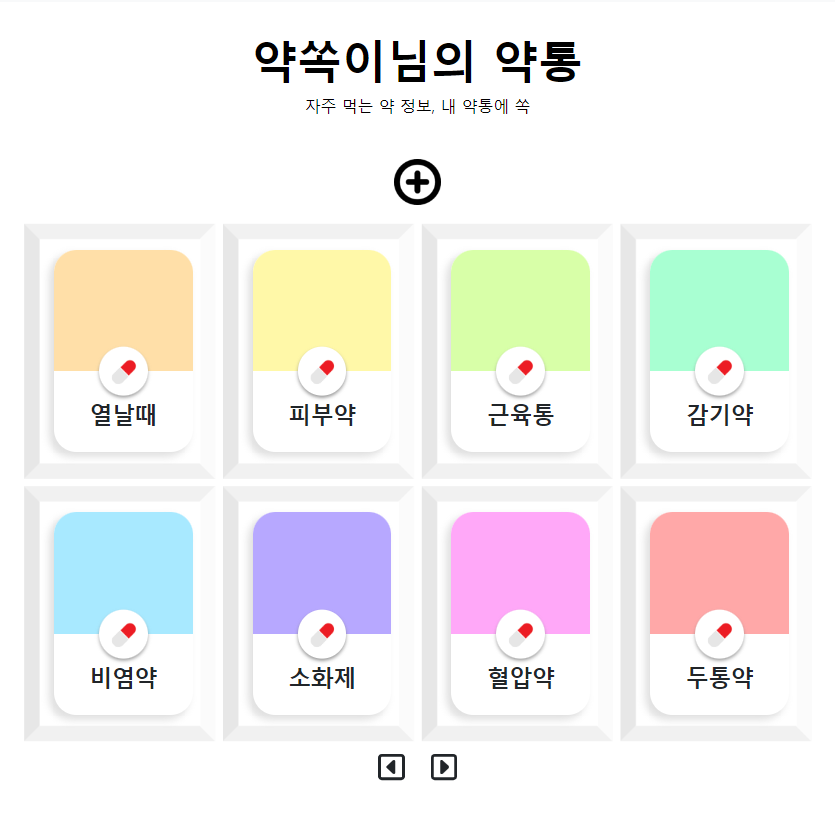 약쏙이님의 약통
자주 먹는 약 정보, 내 약통에 쏙
열날때
피부약
근육통
감기약
비염약
소화제
혈압약
두통약